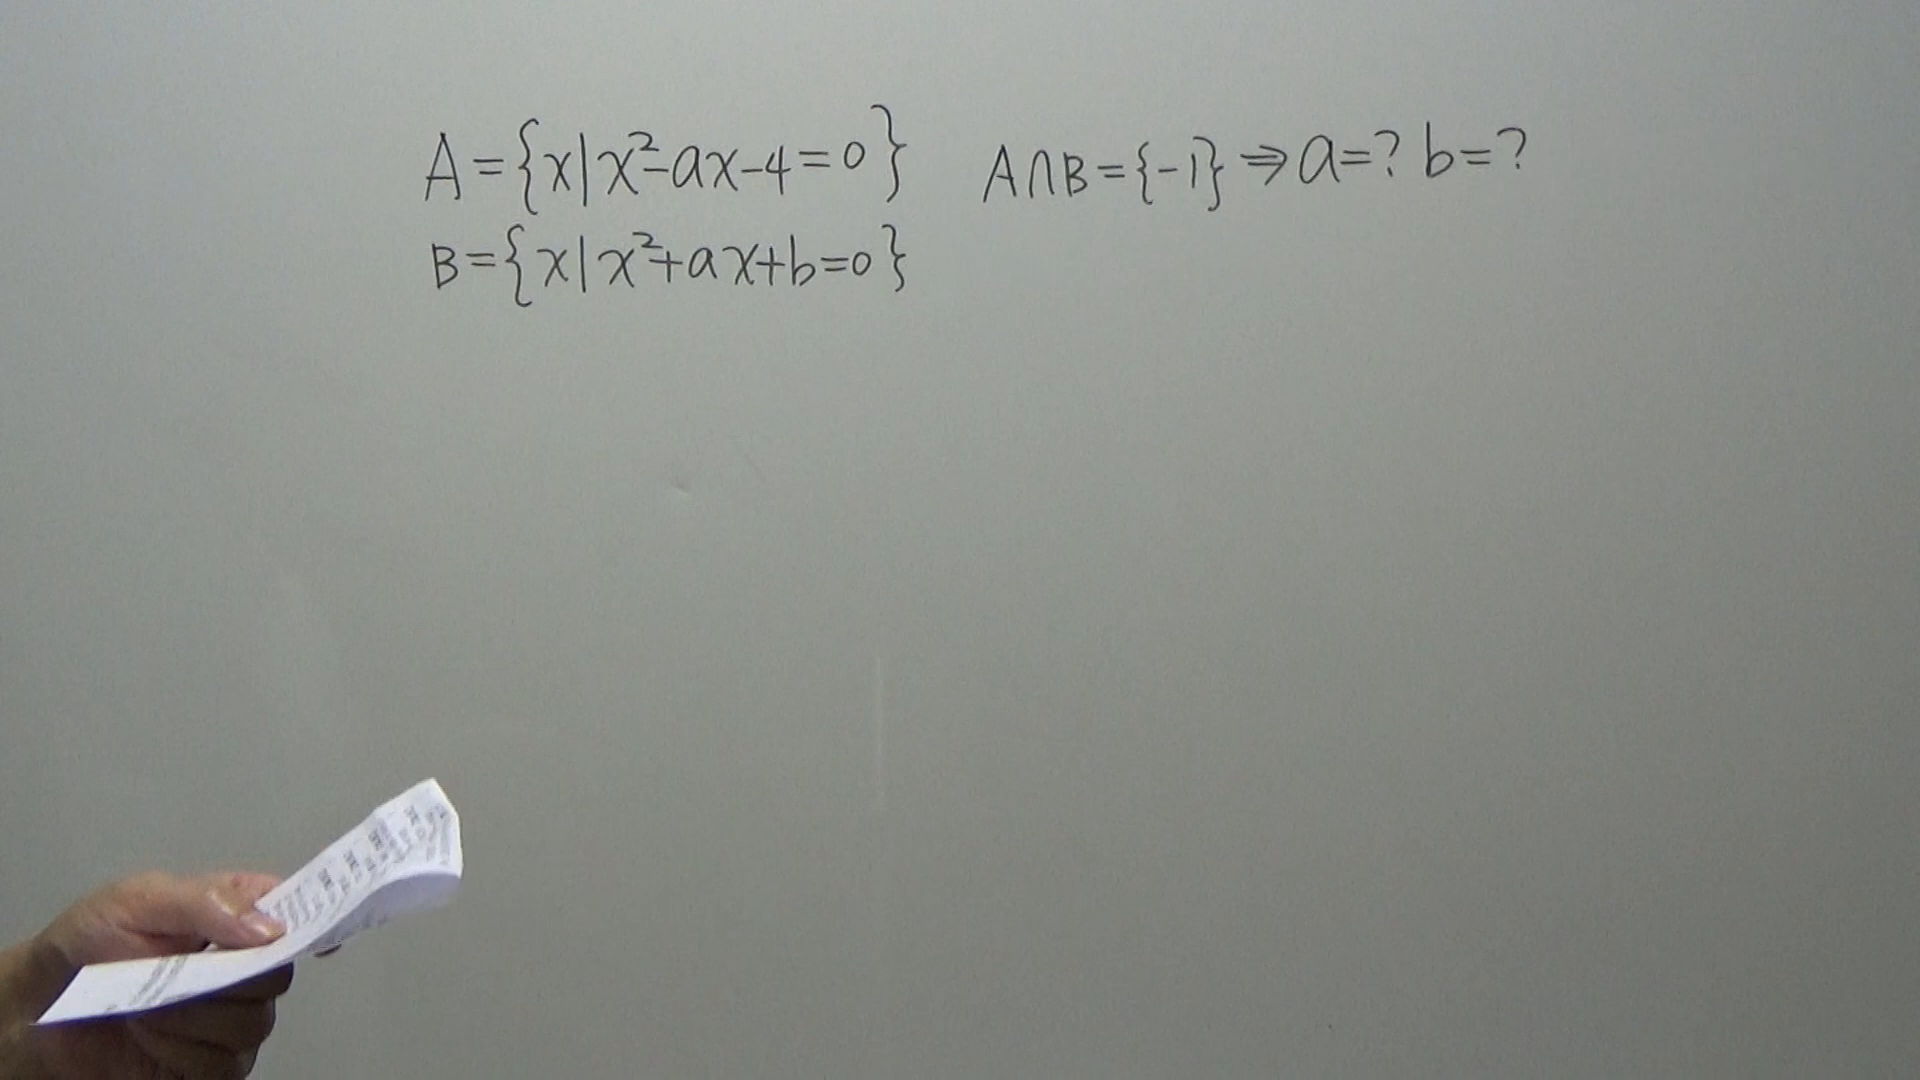 A={x|x²-ax-4=0} A∩B={-1}⇒a=? b=?
B={x|x²+ax+b=0}